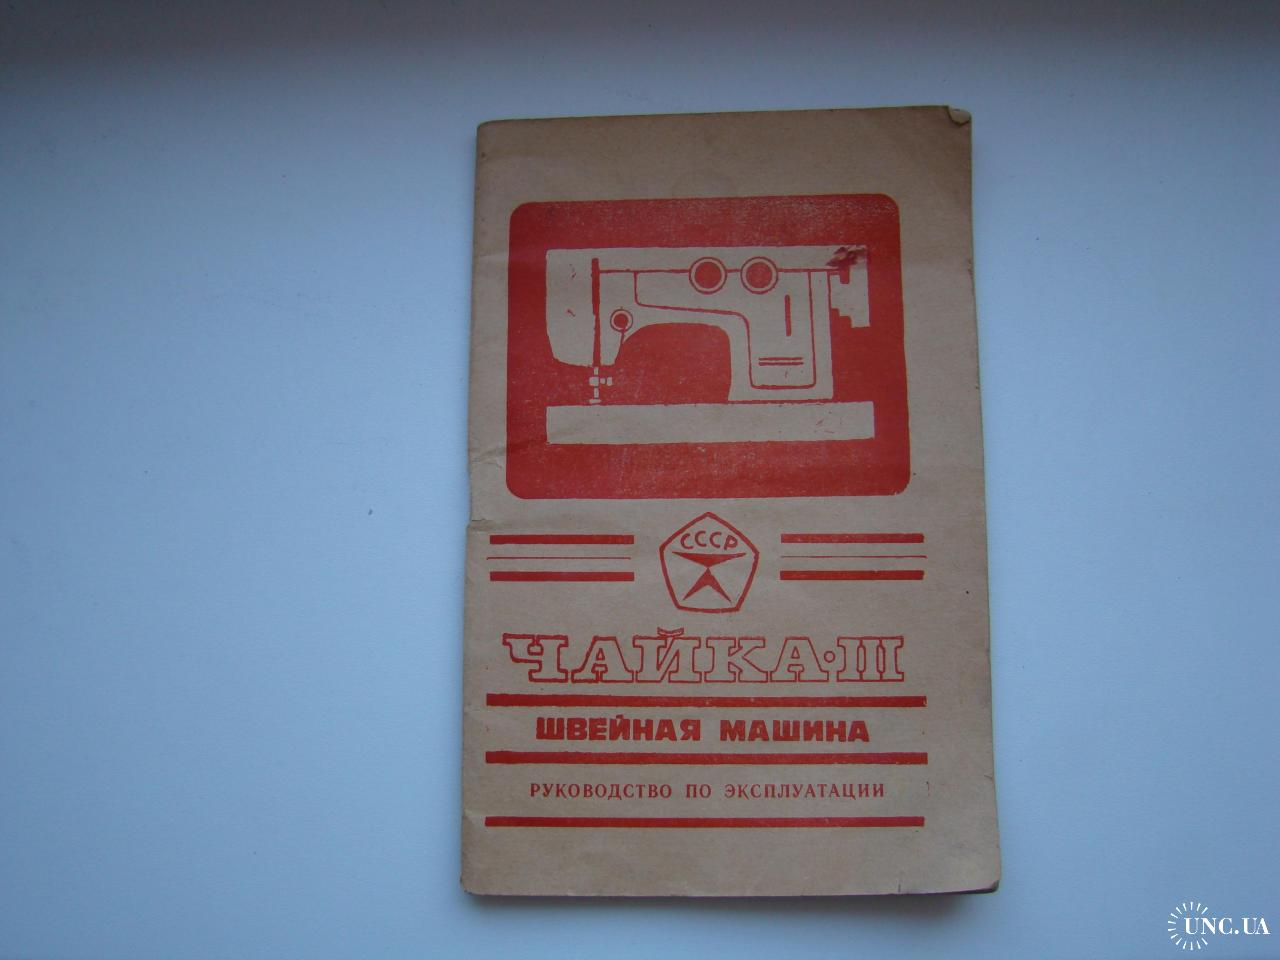 СССР
ЧАЙКА·III
ШВЕЙНАЯ МАШИНА
РУКОВОДСТВО ПО ЭКСПЛУАТАЦИИ
UNC.UA